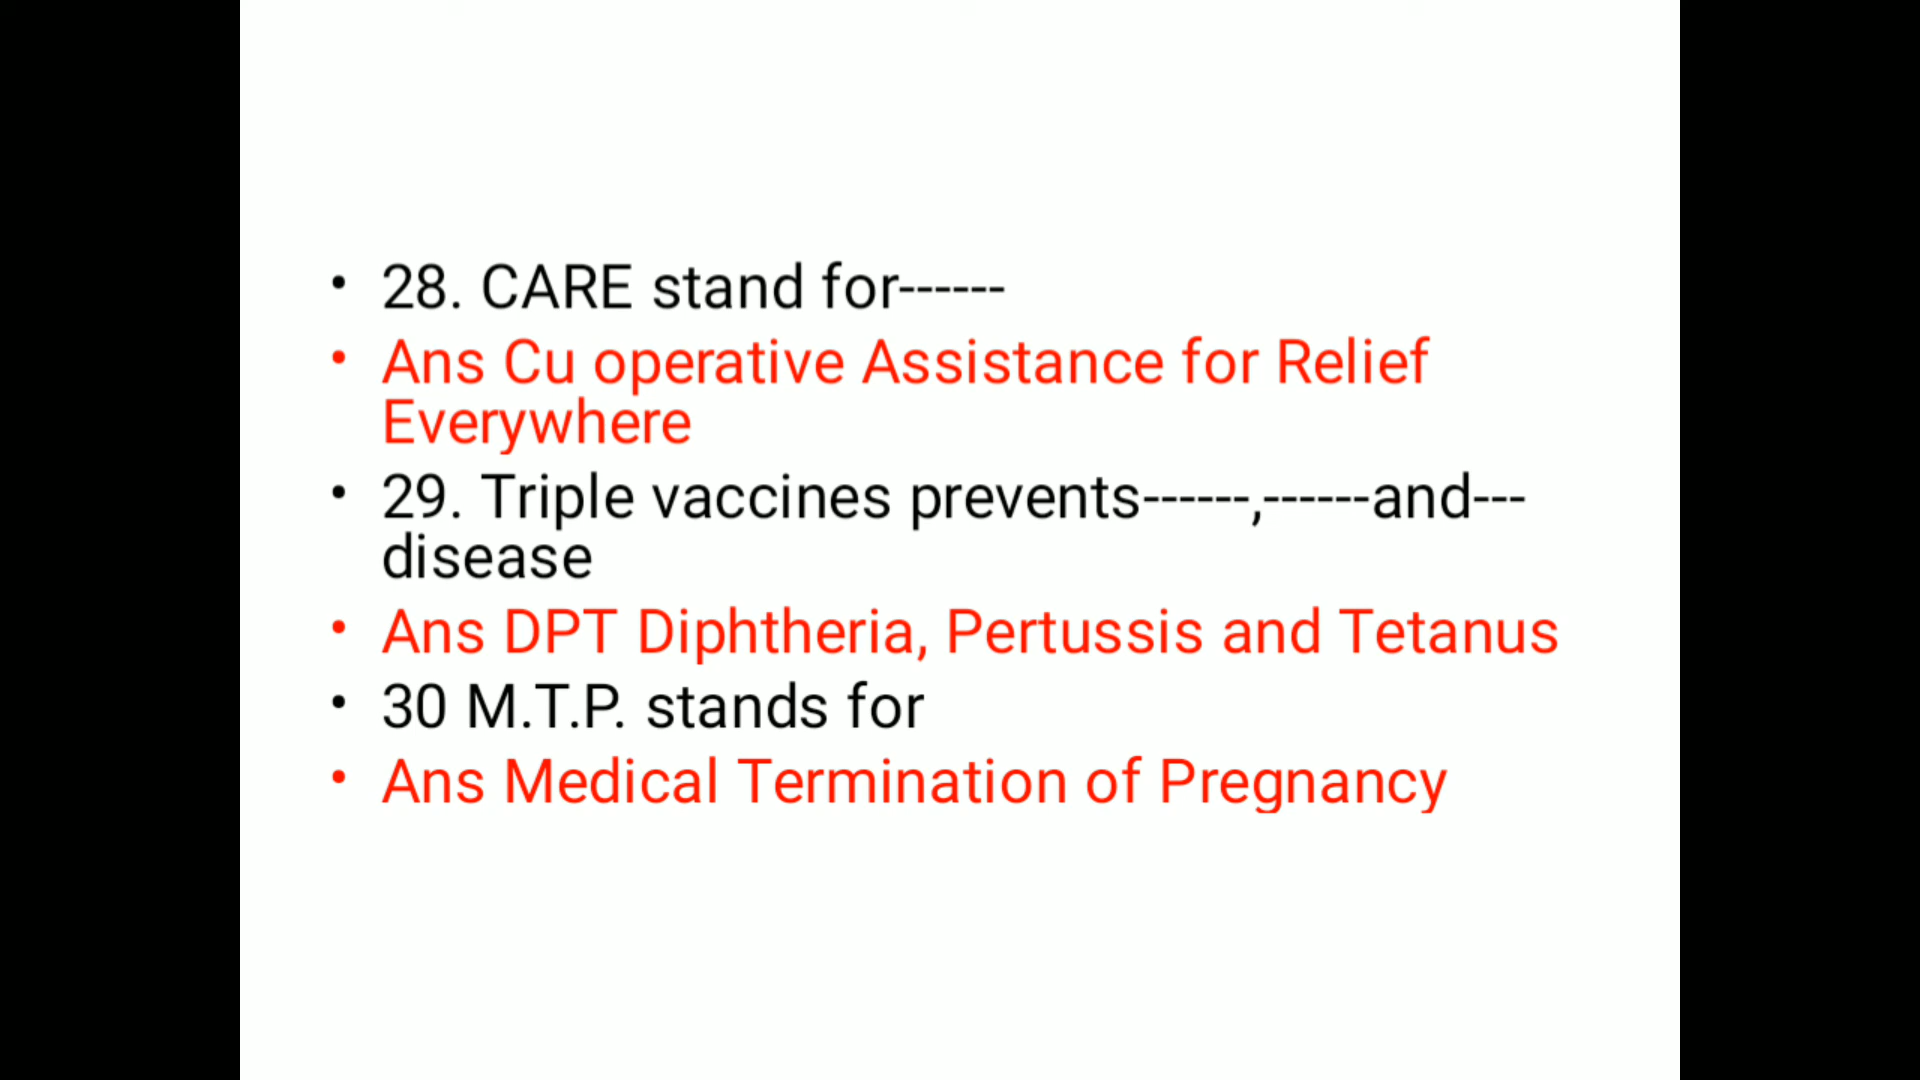 • 28. CARE stand for------
• Ans Cu operative Assistance for Relief
Everywhere
• 29. Triple vaccines prevents------,------and---
disease
• Ans DPT Diphtheria, Pertussis and Tetanus
• 30 M.T.P. stands for
• Ans Medical Termination of Pregnancy